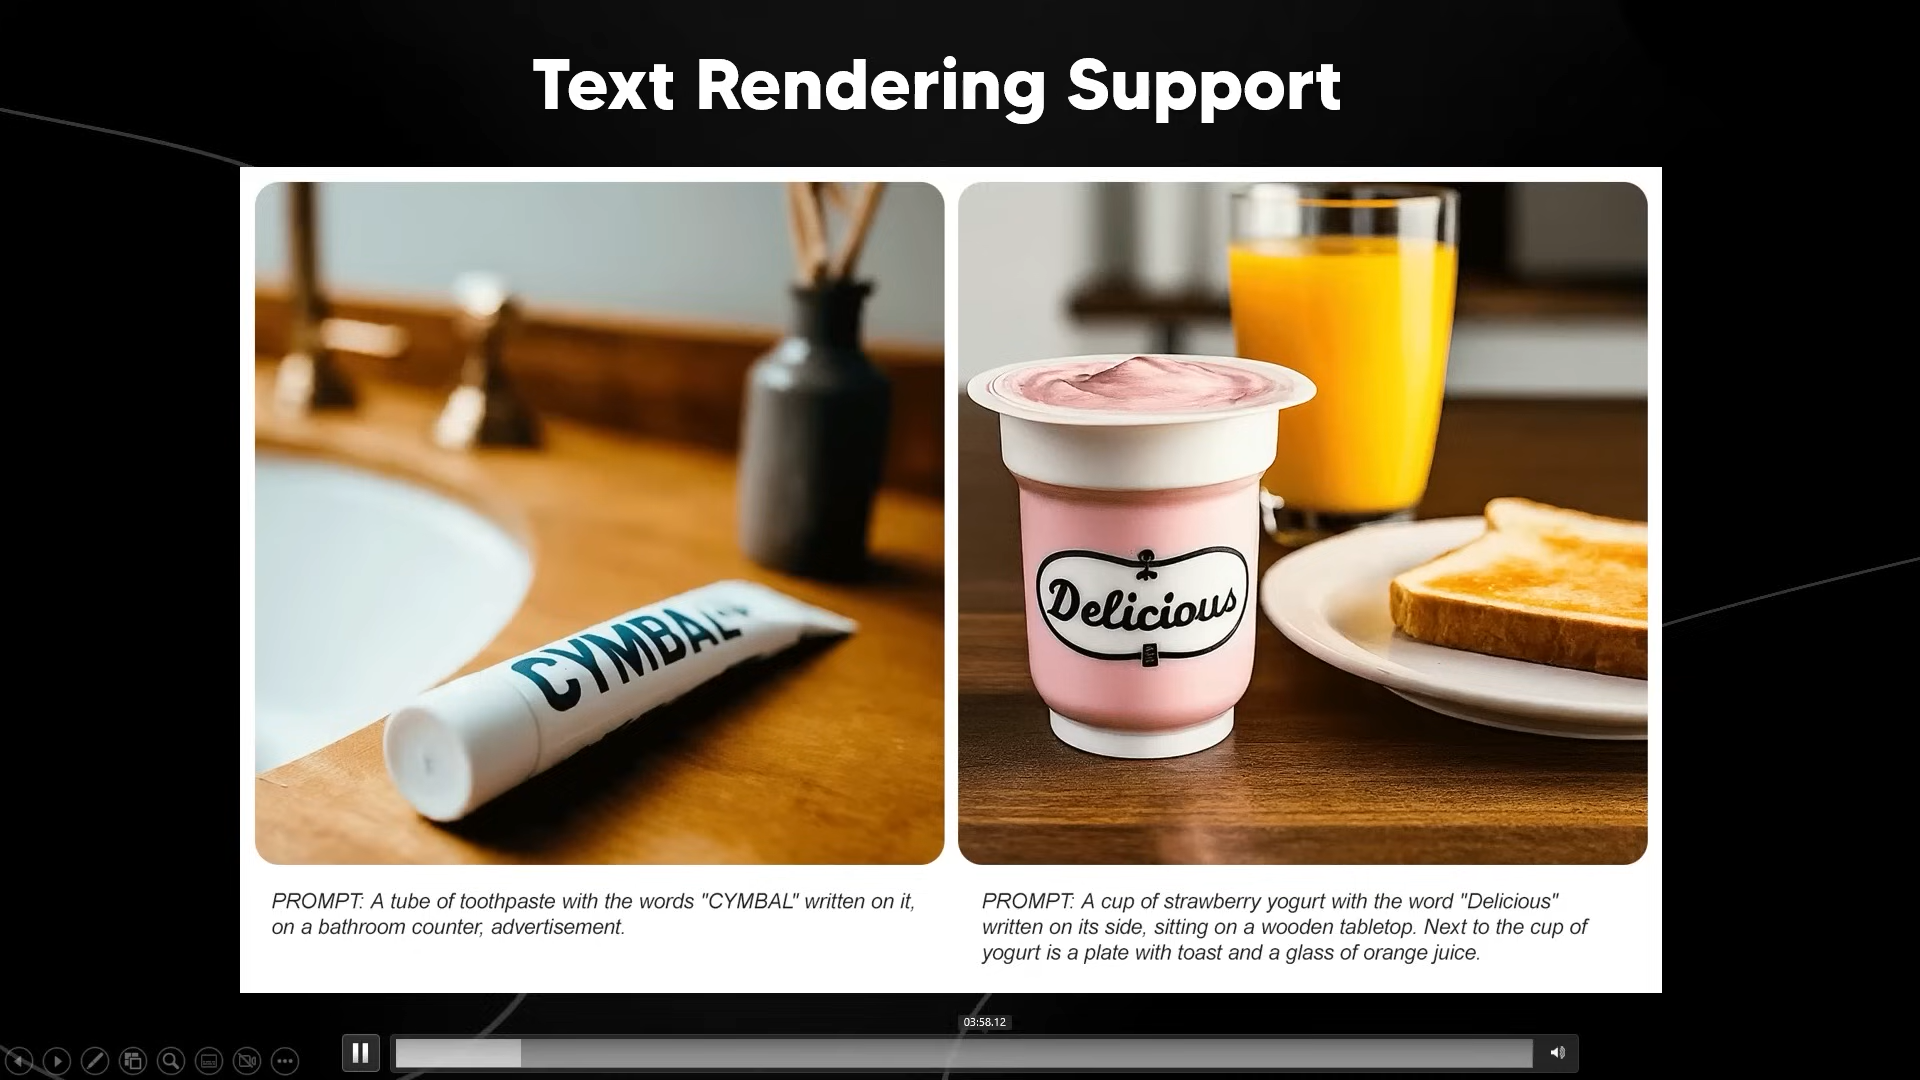 Text Rendering Support
CYMBAL
Delicious
PROMPT: A tube of toothpaste with the words "CYMBAL" written on it,
on a bathroom counter, advertisement.
PROMPT: A cup of strawberry yogurt with the word "Delicious"
written on its side, sitting on a wooden tabletop. Next to the cup of
yogurt is a plate with toast and a glass of orange juice.
03:58.12